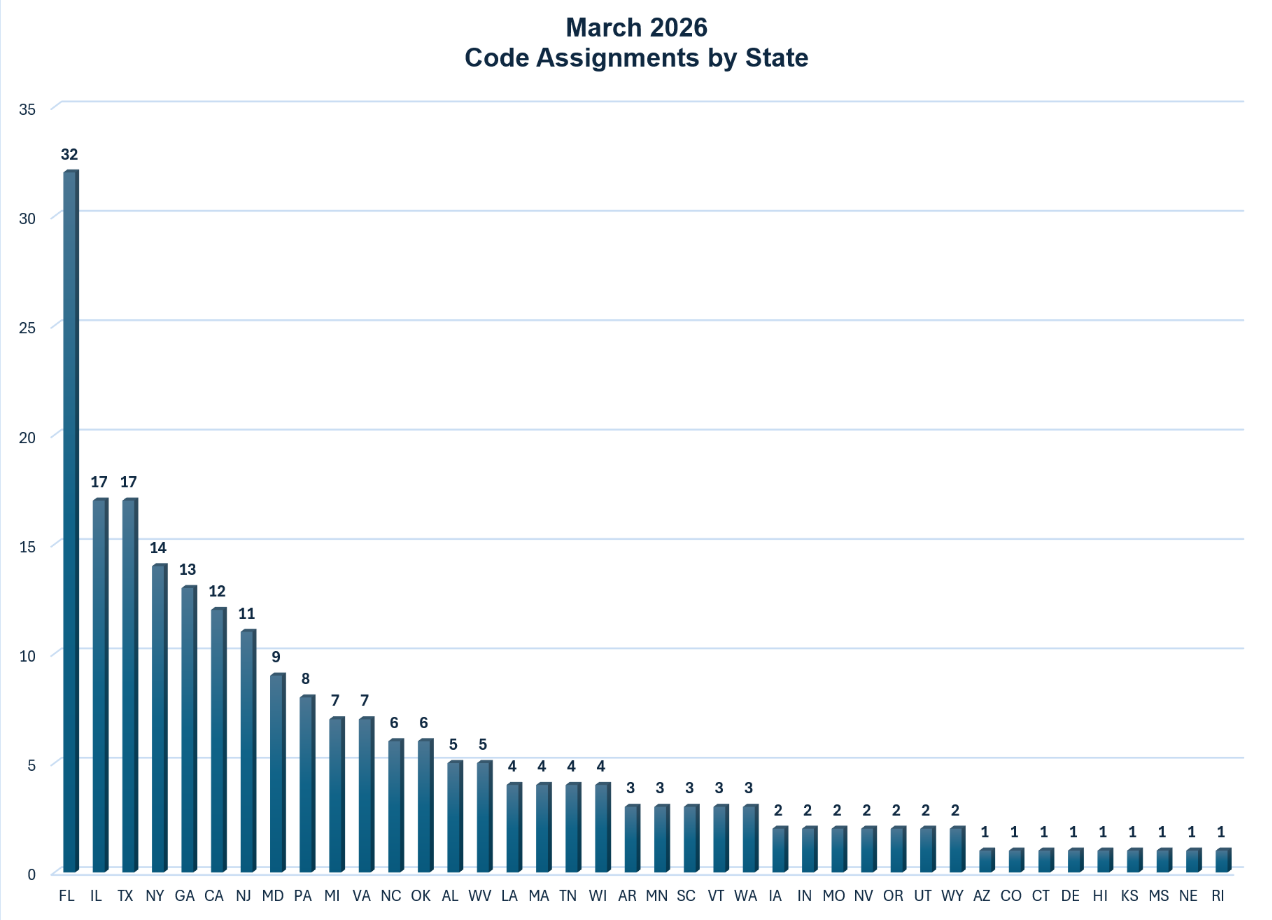 March 2026
Code Assignments by State
35
32
30
25
20
17 17
15
14
13
12
11
10
9
8
7 7
6 6
5 5
5
4 4 4 4
3 3 3 3 3
2 2 2 2 2 2 2
1 1 1 1 1 1 1 1 1
0
FL IL TX NY GA CA NJ MD PA MI VA NC OK AL WV LA MA TN WI AR MN SC VT WA IA IN MO NV OR UT WY AZ CO CT DE HI KS MS NE RI